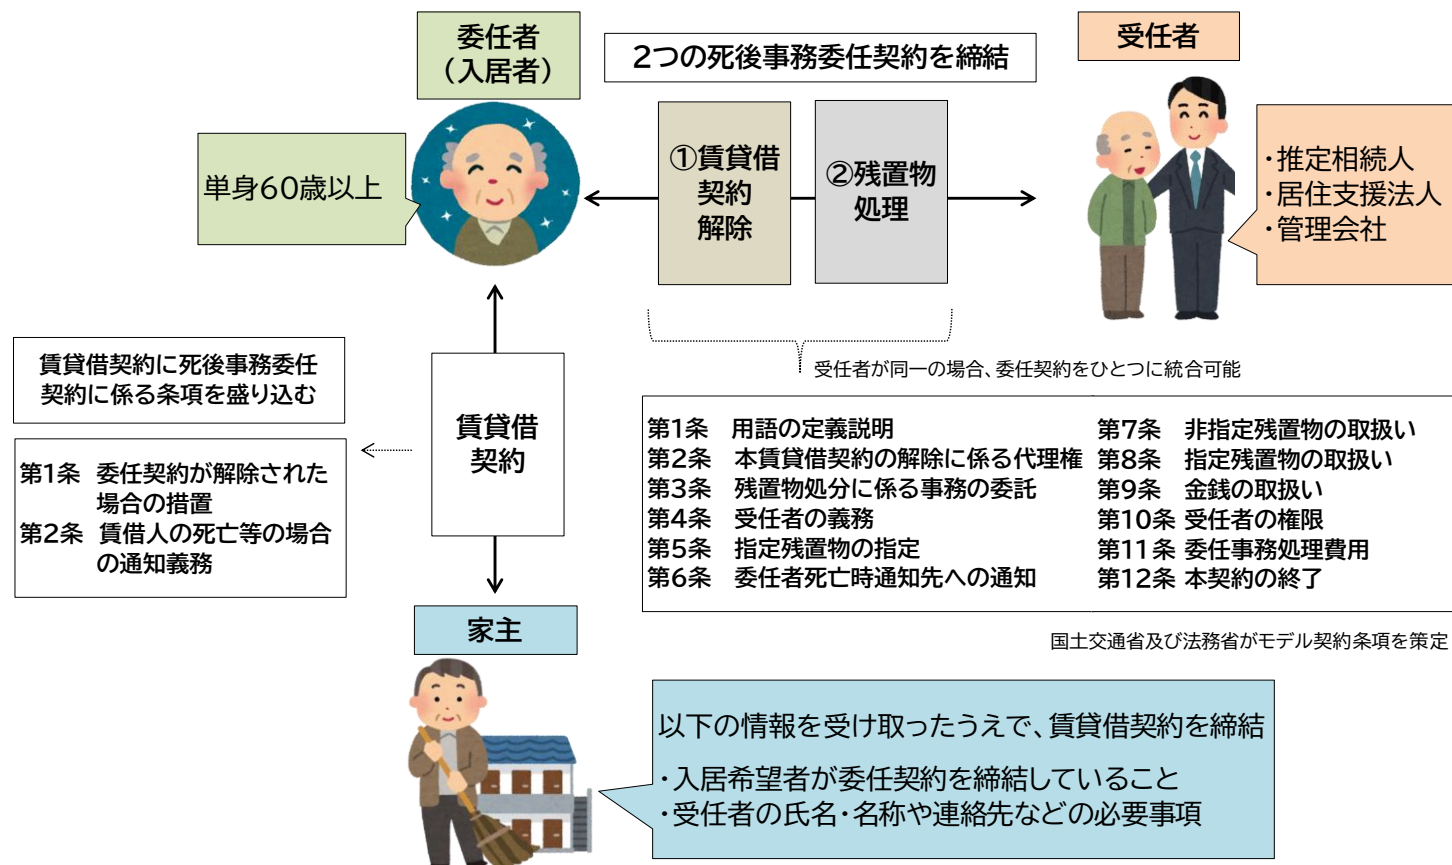 委任者
（入居者）
2つの死後事務委任契約を締結
受任者
単身60歳以上
①賃貸借
契約
解除
②残置物
処理
・推定相続人
・居住支援法人
・管理会社
賃貸借契約に死後事務委任
契約に係る条項を盛り込む
第1条　委任契約が解除された
場合の措置
第2条　賃借人の死亡等の場合
の通知義務
賃貸借
契約
受任者が同一の場合、委任契約をひとつに統合可能
第1条　用語の定義説明
第2条　本賃貸借契約の解除に係る代理権
第3条　残置物処分に係る事務の委託
第4条　受任者の義務
第5条　指定残置物の指定
第6条　委任者死亡時通知先への通知
第7条　非指定残置物の取扱い
第8条　指定残置物の取扱い
第9条　金銭の取扱い
第10条 受任者の権限
第11条 委任事務処理費用
第12条 本契約の終了
国土交通省及び法務省がモデル契約条項を策定
家主
以下の情報を受け取ったうえで、賃貸借契約を締結
・入居希望者が委任契約を締結していること
・受任者の氏名・名称や連絡先などの必要事項